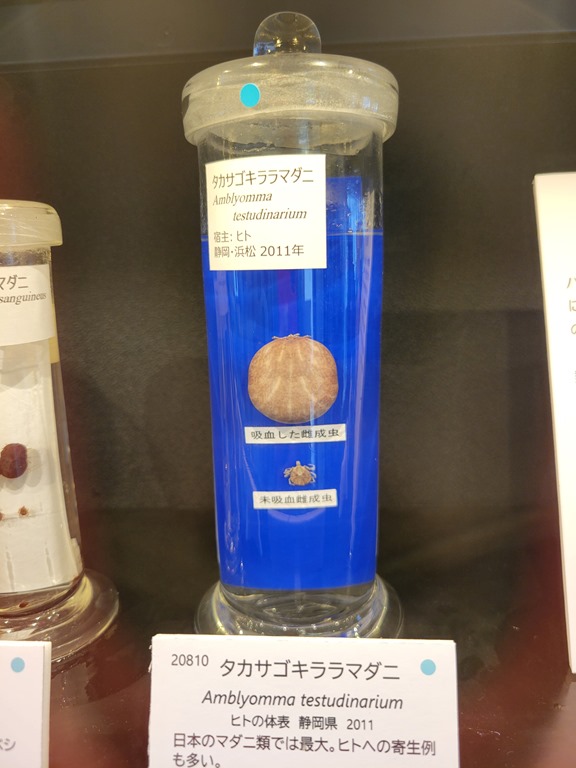 タカサゴキララマダニ
Amblyomma
testudinarium
宿主: ヒト
静岡・浜松 2011年
マダニ
sanguineus
吸血した雌成虫
未吸血雌成虫
20810 タカサゴキララマダニ
Amblyomma testudinarium
ヒトの体表 静岡県 2011
日本のマダニ類では最大。ヒトへの寄生例
も多い。